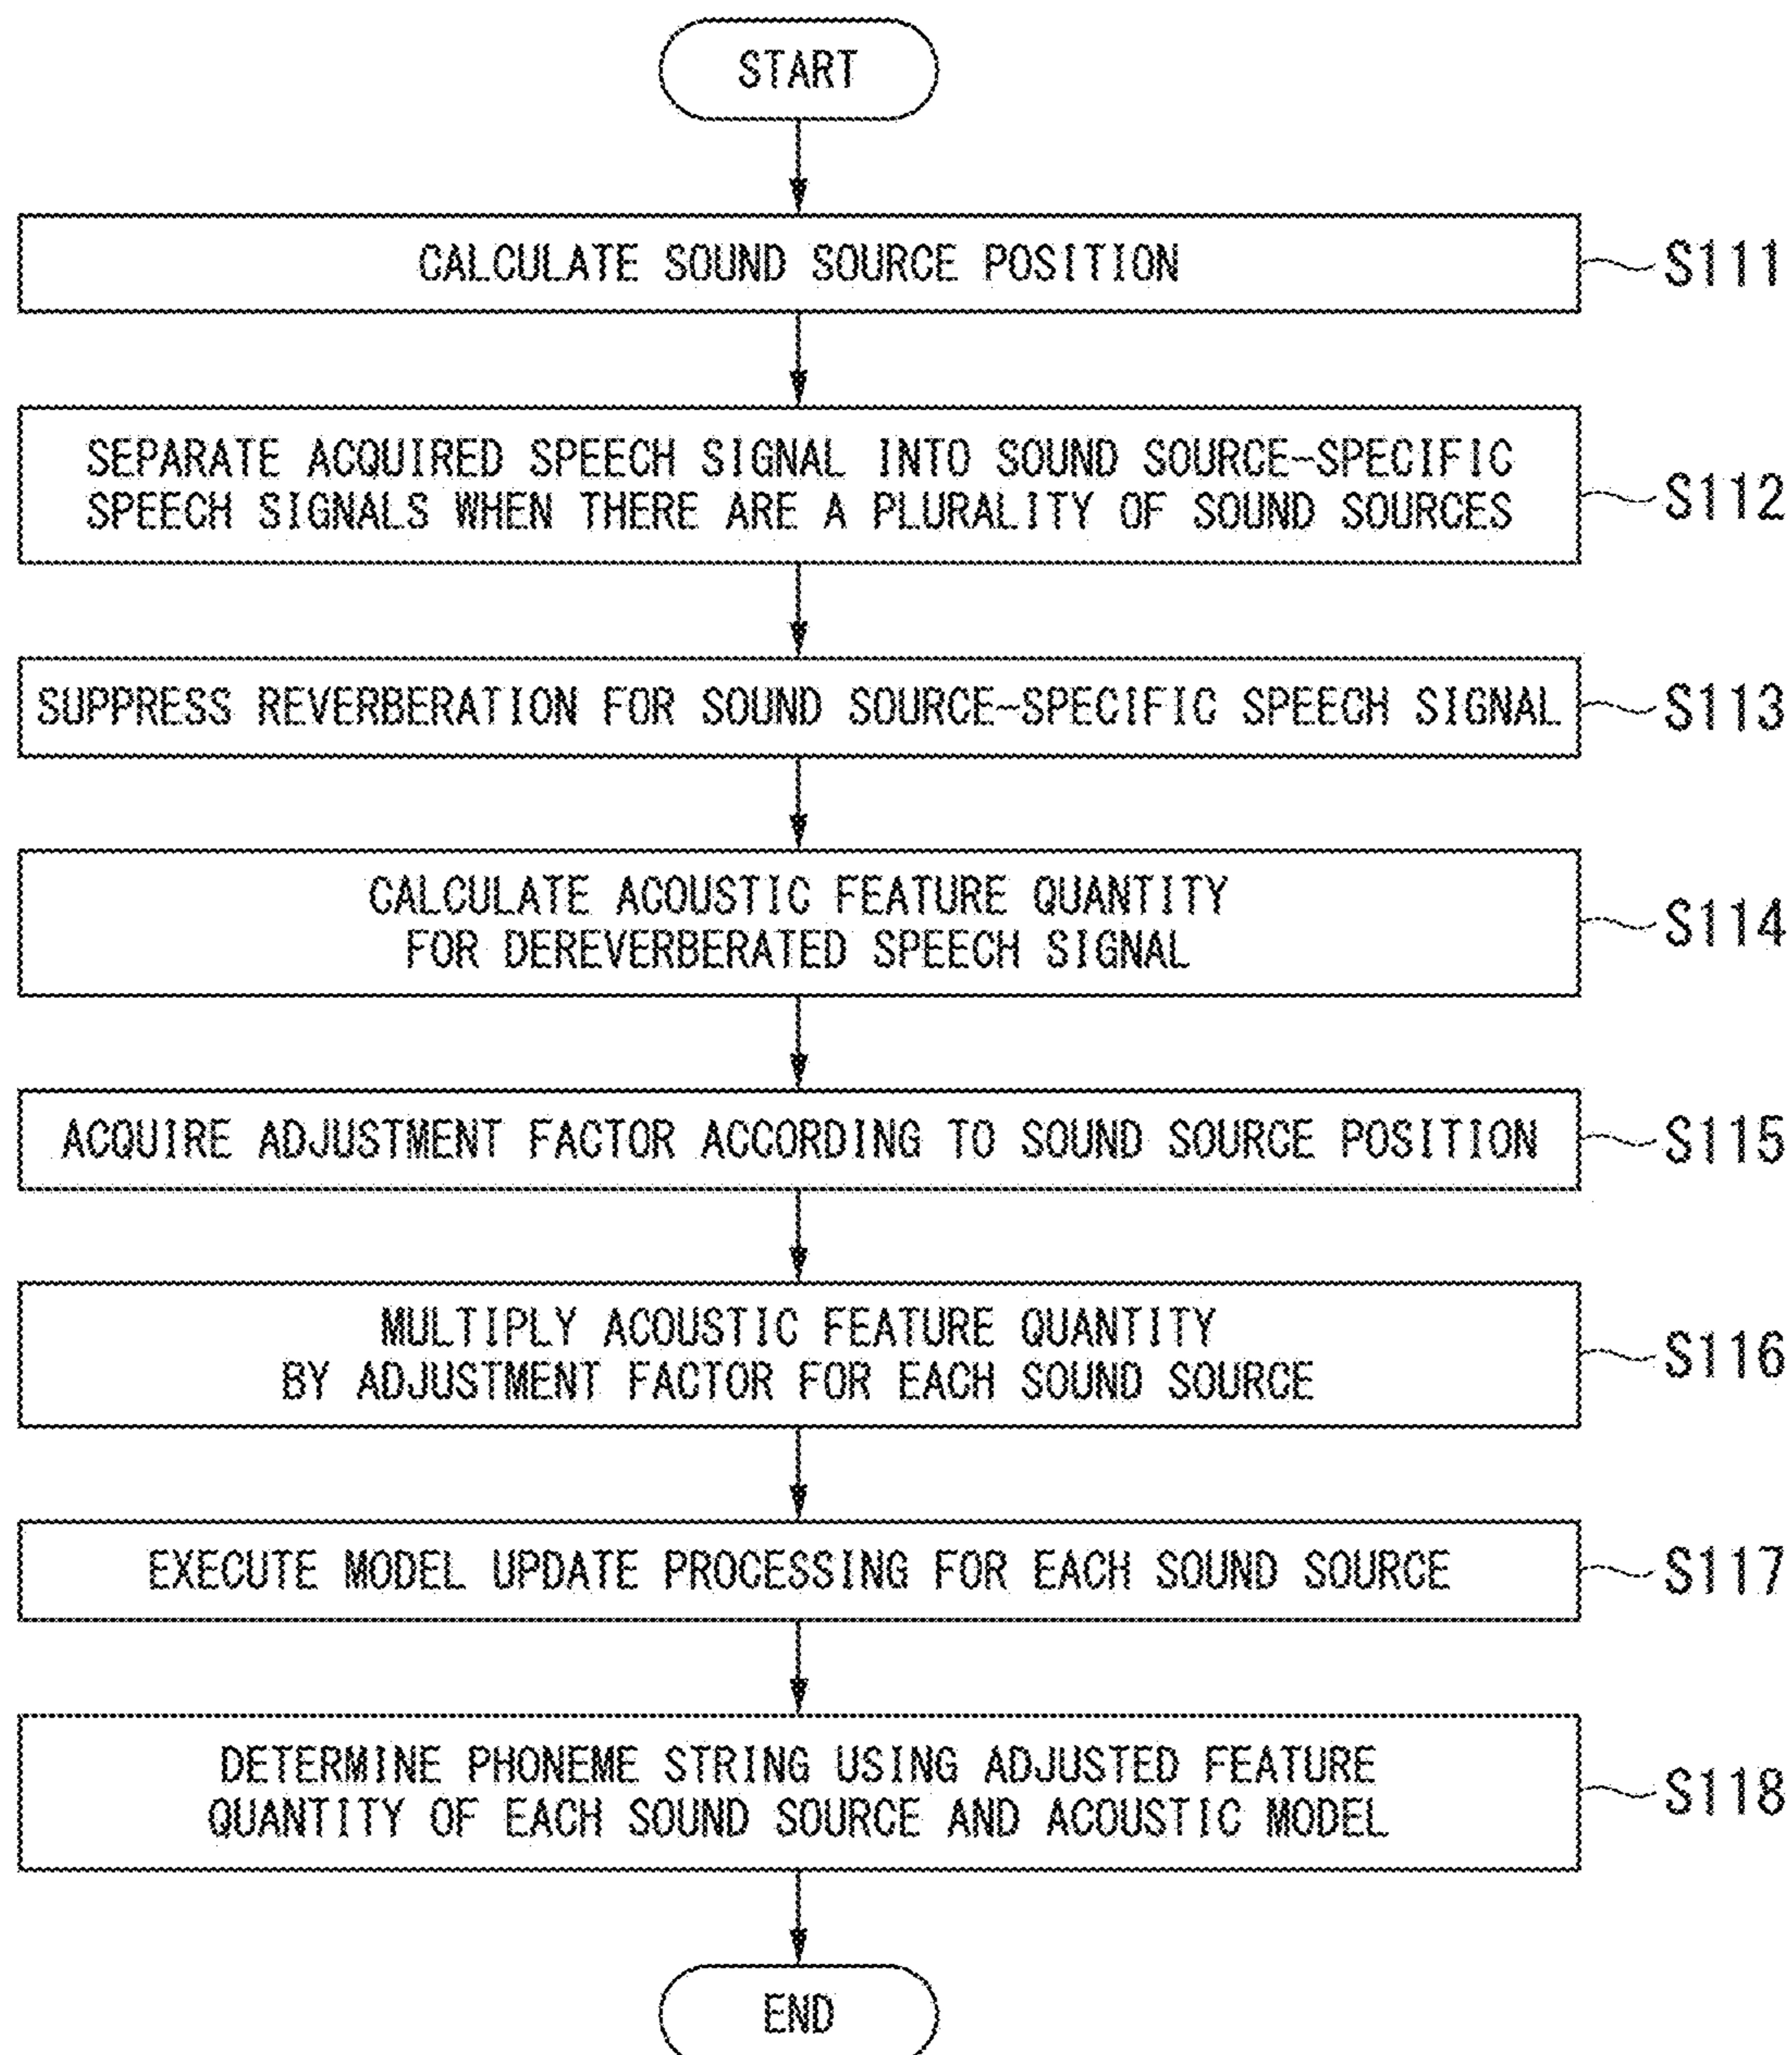 START
CALCULATE SOUND SOURCE POSITION
S111
SEPARATE ACQUIRED SPEECH SIGNAL INTO SOUND SOURCE-SPECIFIC
SPEECH SIGNALS WHEN THERE ARE A PLURALITY OF SOUND SOURCES
S112
SUPPRESS REVERBERATION FOR SOUND SOURCE-SPECIFIC SPEECH SIGNAL
S113
CALCULATE ACOUSTIC FEATURE QUANTITY
FOR DEREVERBERATED SPEECH SIGNAL
S114
ACQUIRE ADJUSTMENT FACTOR ACCORDING TO SOUND SOURCE POSITION
S115
MULTIPLY ACOUSTIC FEATURE QUANTITY
BY ADJUSTMENT FACTOR FOR EACH SOUND SOURCE
S116
EXECUTE MODEL UPDATE PROCESSING FOR EACH SOUND SOURCE
S117
DETERMINE PHONEME STRING USING ADJUSTED FEATURE
QUANTITY OF EACH SOUND SOURCE AND ACOUSTIC MODEL
S118
END